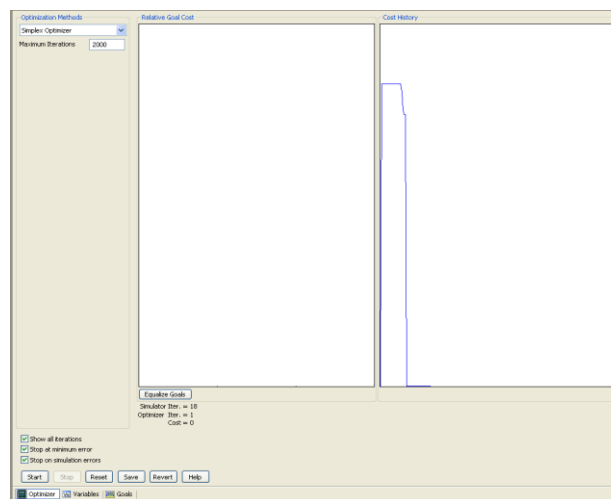 Optimization Methods
Simplex Optimizer
Maximum Iterations 2000
Relative Goal Cost
Cost History
Equalize Goals
Simulator Iter. = 18
Optimizer Iter. = 1
Cost = 0
Show all iterations
Stop at minimum error
Stop on simulation errors
Start Stop Reset Save Revert Help
Optimizer Variables Goals